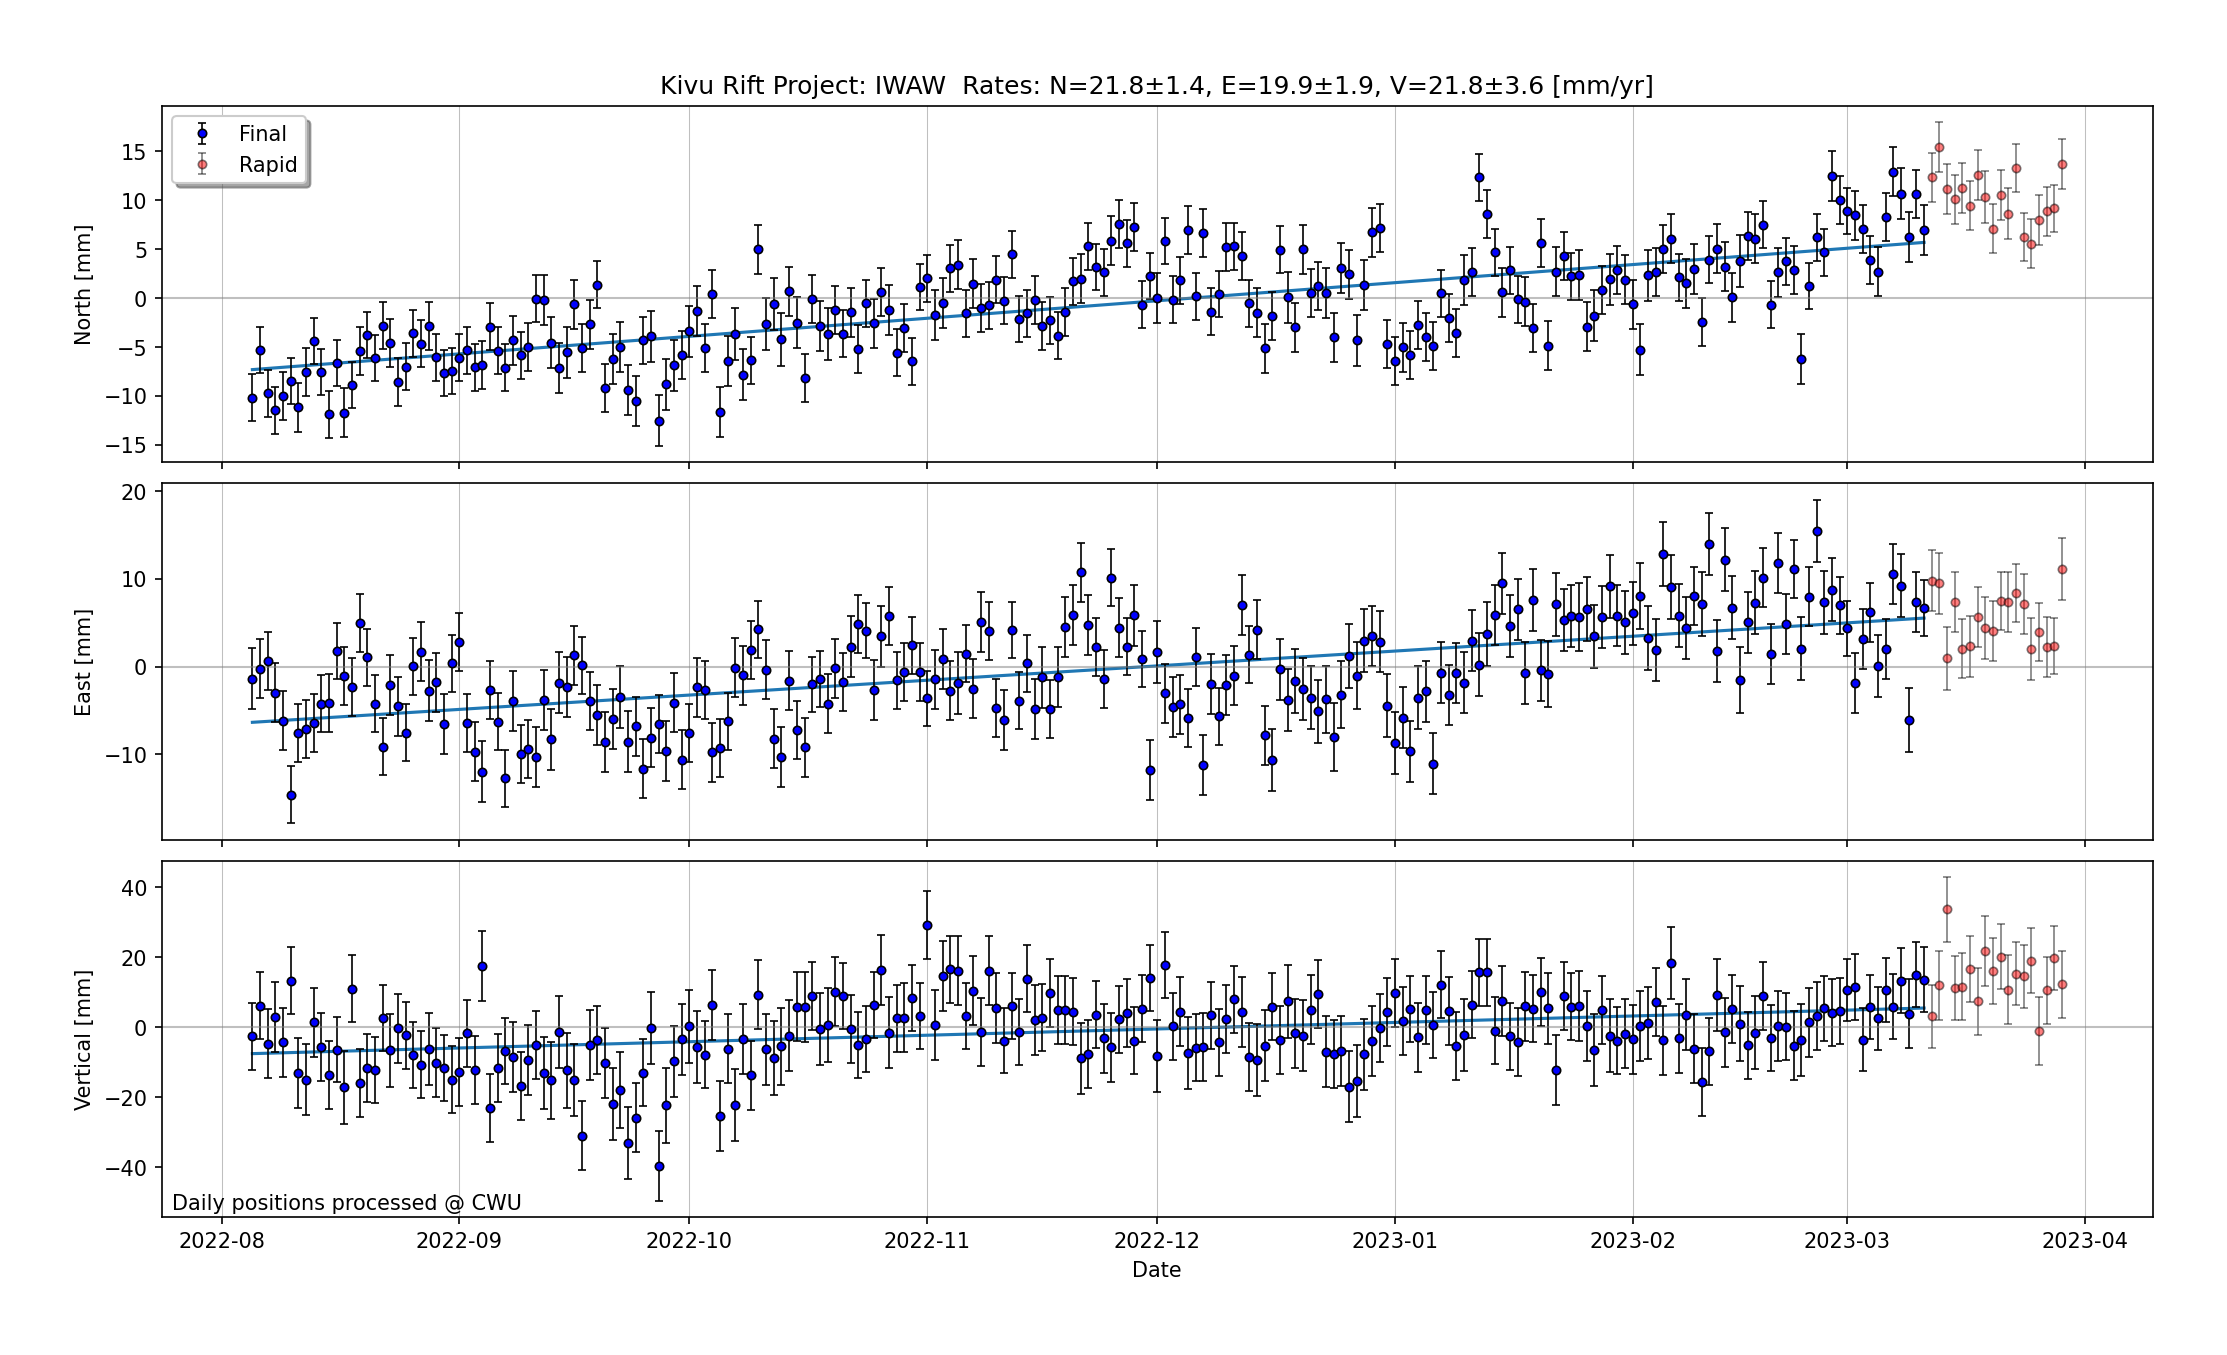 Kivu Rift Project: IWAW  Rates: N=21.8±1.4, E=19.9±1.9, V=21.8±3.6 [mm/yr]
Final
Rapid
North [mm]
15
10
5
0
−5
−10
−15
East [mm]
20
10
0
−10
Vertical [mm]
40
20
0
−20
−40
Daily positions processed @ CWU
2022-08 2022-09 2022-10 2022-11 2022-12 2023-01 2023-02 2023-03 2023-04
Date